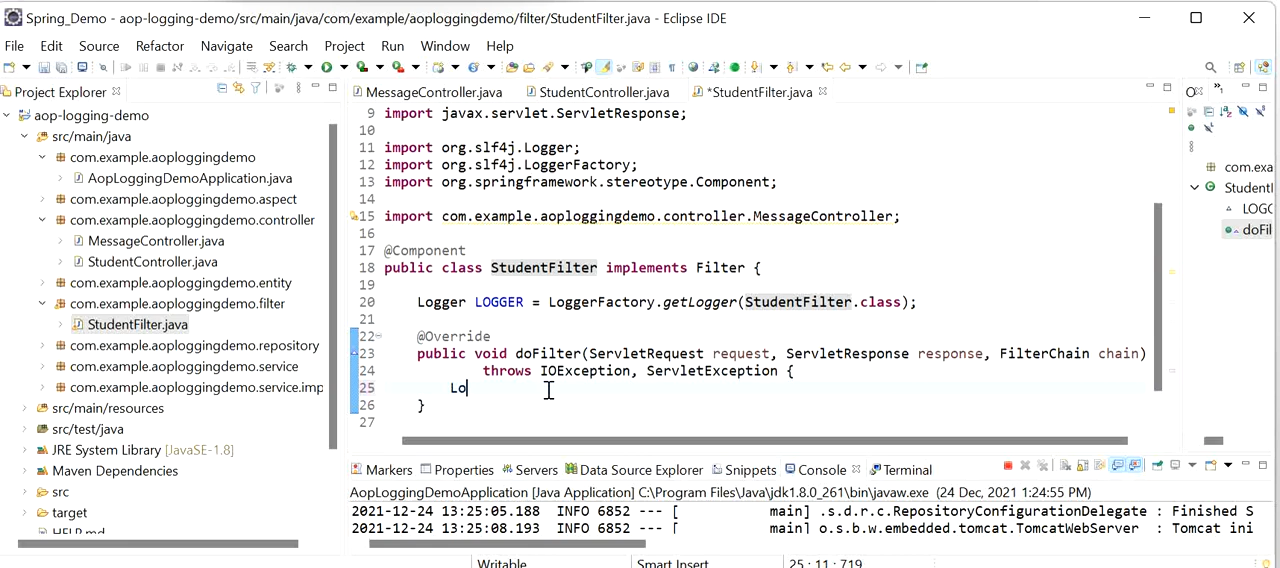 Spring_Demo - aop-logging-demo/src/main/java/com/example/aoploggingdemo/filter/StudentFilter.java - Eclipse IDE
File Edit Source Refactor Navigate Search Project Run Window Help
Project Explorer
aop-logging-demo
src/main/java
com.example.aoploggingdemo
AopLoggingDemoApplication.java
com.example.aoploggingdemo.aspect
com.example.aoploggingdemo.controller
MessageController.java
StudentController.java
com.example.aoploggingdemo.entity
com.example.aoploggingdemo.filter
StudentFilter.java
com.example.aoploggingdemo.repository
com.example.aoploggingdemo.service
com.example.aoploggingdemo.service.imp
src/main/resources
src/test/java
JRE System Library [JavaSE-1.8]
Maven Dependencies
src
target
HELP.md
MessageController.java StudentController.java *StudentFilter.java
9 import javax.servlet.ServletResponse;
10
11 import org.slf4j.Logger;
12 import org.slf4j.LoggerFactory;
13 import org.springframework.stereotype.Component;
14
15 import com.example.aoploggingdemo.controller.MessageController;
16
17 @Component
18 public class StudentFilter implements Filter {
19
20 Logger LOGGER = LoggerFactory.getLogger(StudentFilter.class);
21
22 @Override
23 public void doFilter(ServletRequest request, ServletResponse response, FilterChain chain)
24 throws IOException, ServletException {
25 Lo
26 }
27
com.exa
Student
LOGG
doFil
Mark Properties Servers Data Source Explorer Snippets Console Terminal
AopLoggingDemoApplication [Java Application] C:\Program Files\Java\jdk1.8.0_261\bin\javaw.exe (24 Dec, 2021 1:24:55 PM)
2021-12-24 13:25:05.188 INFO 6852 --- [ main] .s.d.r.c.RepositoryConfigurationDelegate : Finished S
2021-12-24 13:25:08.193 INFO 6852 --- [ main] o.s.b.w.embedded.tomcat.TomcatWebServer : Tomcat ini
Writable Smart Insert 25 : 11 : 719